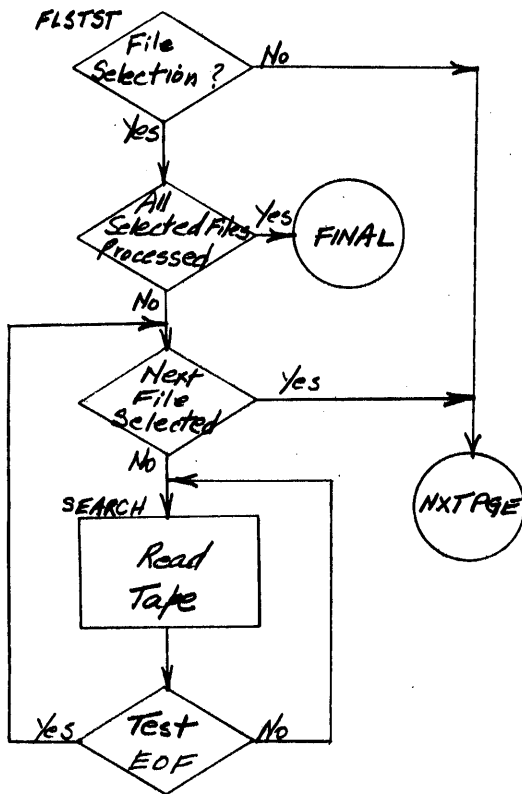 FLSTST
File
Selection?
No
Yes
All
Selected Files
Processed
Yes
FINAL
No
Next
File
Selected
Yes
No
NXTPGE
SEARCH
Read
Tape
Yes
Test
EOF
No